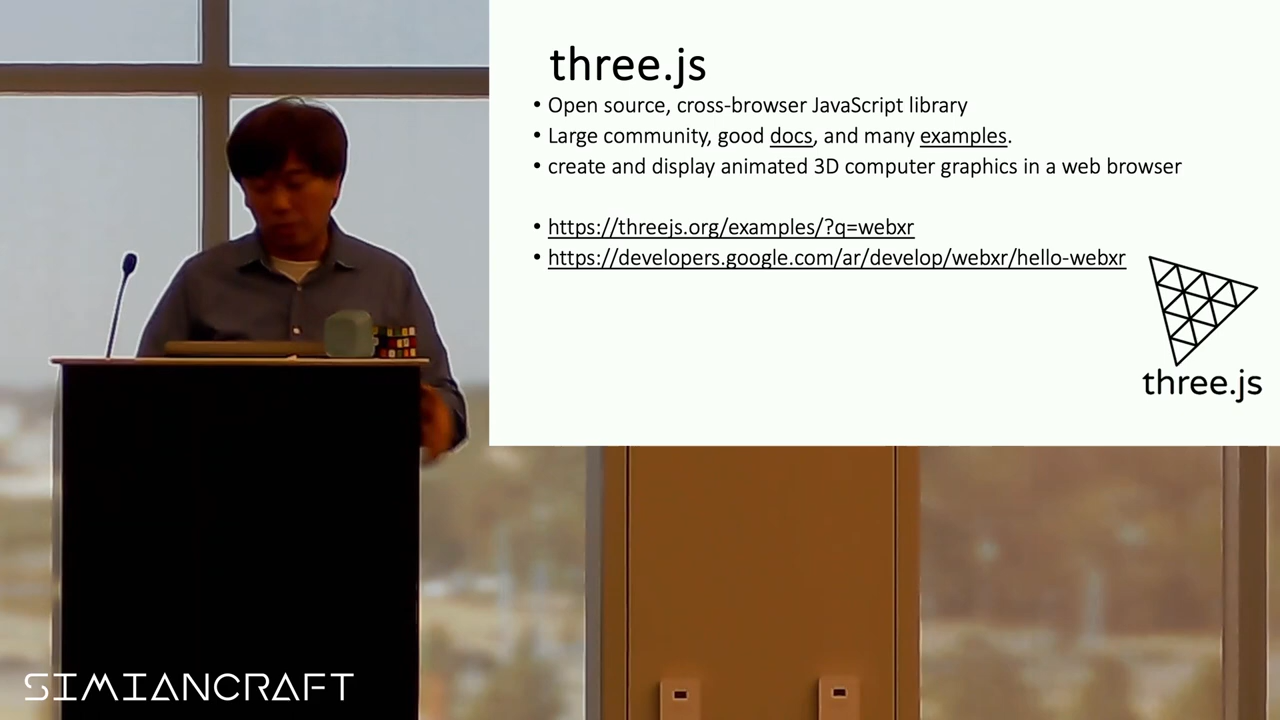 three.js
• Open source, cross-browser JavaScript library
• Large community, good docs, and many examples.
• create and display animated 3D computer graphics in a web browser
• https://threejs.org/examples/?q=webxr
• https://developers.google.com/ar/develop/webxr/hello-webxr
three.js
SIMIANCRAFT